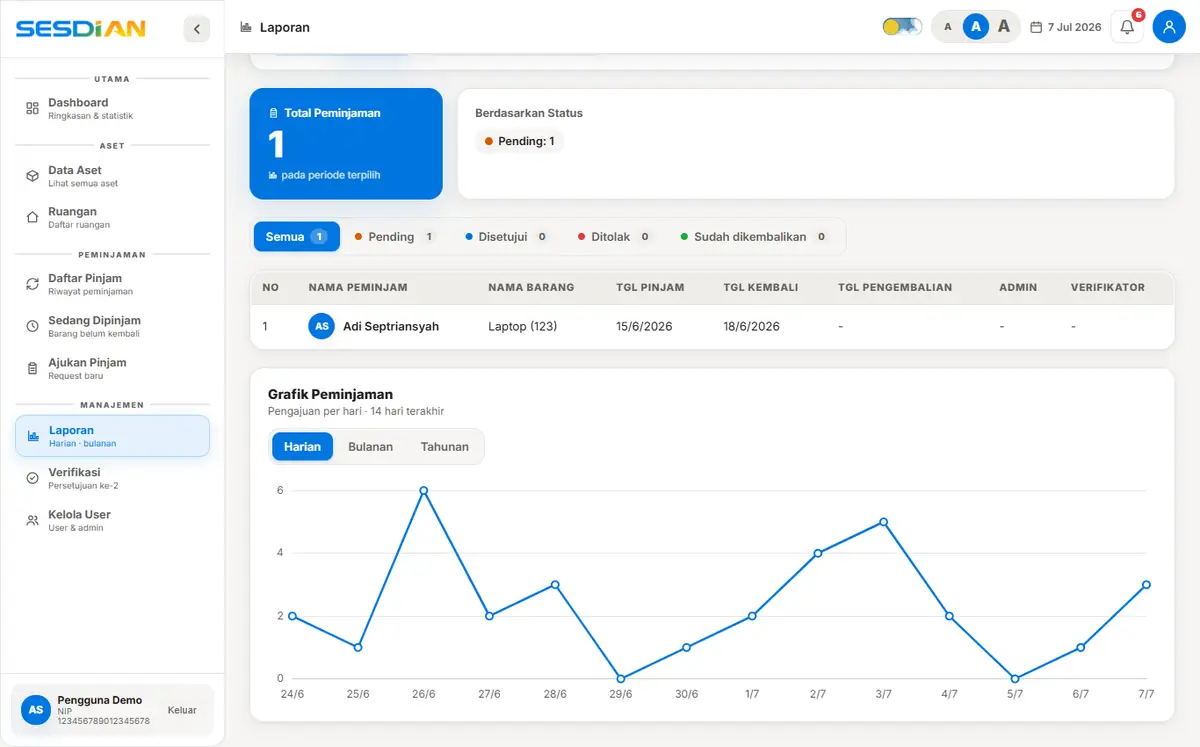 SESDiAN
Laporan
A A A
7 Jul 2026
6
UTAMA
Dashboard
Ringkasan & statistik
ASET
Data Aset
Lihat semua aset
Ruangan
Daftar ruangan
PEMINJAMAN
Daftar Pinjam
Riwayat peminjaman
Sedang Dipinjam
Barang belum kembali
Ajukan Pinjam
Request baru
MANAJEMEN
Laporan
Harian · bulanan
Verifikasi
Persetujuan ke-2
Kelola User
User & admin
AS
Pengguna Demo
NIP
123456789012345678
Keluar
Total Peminjaman
1
pada periode terpilih
Berdasarkan Status
Pending: 1
Semua 1 Pending 1 Disetujui 0 Ditolak 0 Sudah dikembalikan 0
NO NAMA PEMINJAM NAMA BARANG TGL PINJAM TGL KEMBALI TGL PENGEMBALIAN ADMIN VERIFIKATOR
1 AS Adi Septriansyah Laptop (123) 15/6/2026 18/6/2026 - - -
Grafik Peminjaman
Pengajuan per hari · 14 hari terakhir
Harian Bulanan Tahunan
6
4
2
0
24/6 25/6 26/6 27/6 28/6 29/6 30/6 1/7 2/7 3/7 4/7 5/7 6/7 7/7